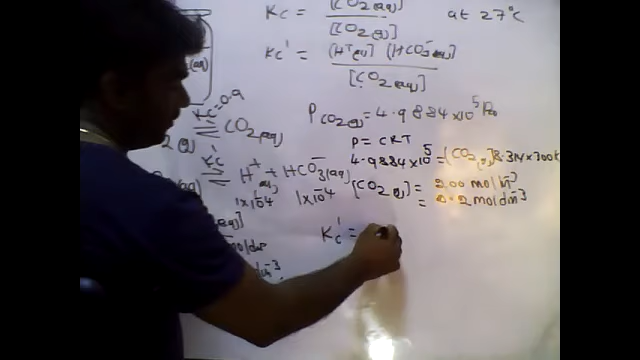 Kc = [CO2(aq)] / [CO2(g)] at 27°C
Kc' = (H+(aq)) (HCO3-(aq)) / [CO2(aq)]
Kc=0.9
P CO2(g) = 4.9884×10^5 Pa
⇌ CO2(aq)
P = CRT
4.9884×10^5 = [CO2(g)] 8.314×300K
Kc'
⇌ H+(aq) + HCO3-(aq)
1×10^-4 1×10^-4
[CO2(g)] = 200 mol m-3
= 0.2 mol dm-3
Kc' =